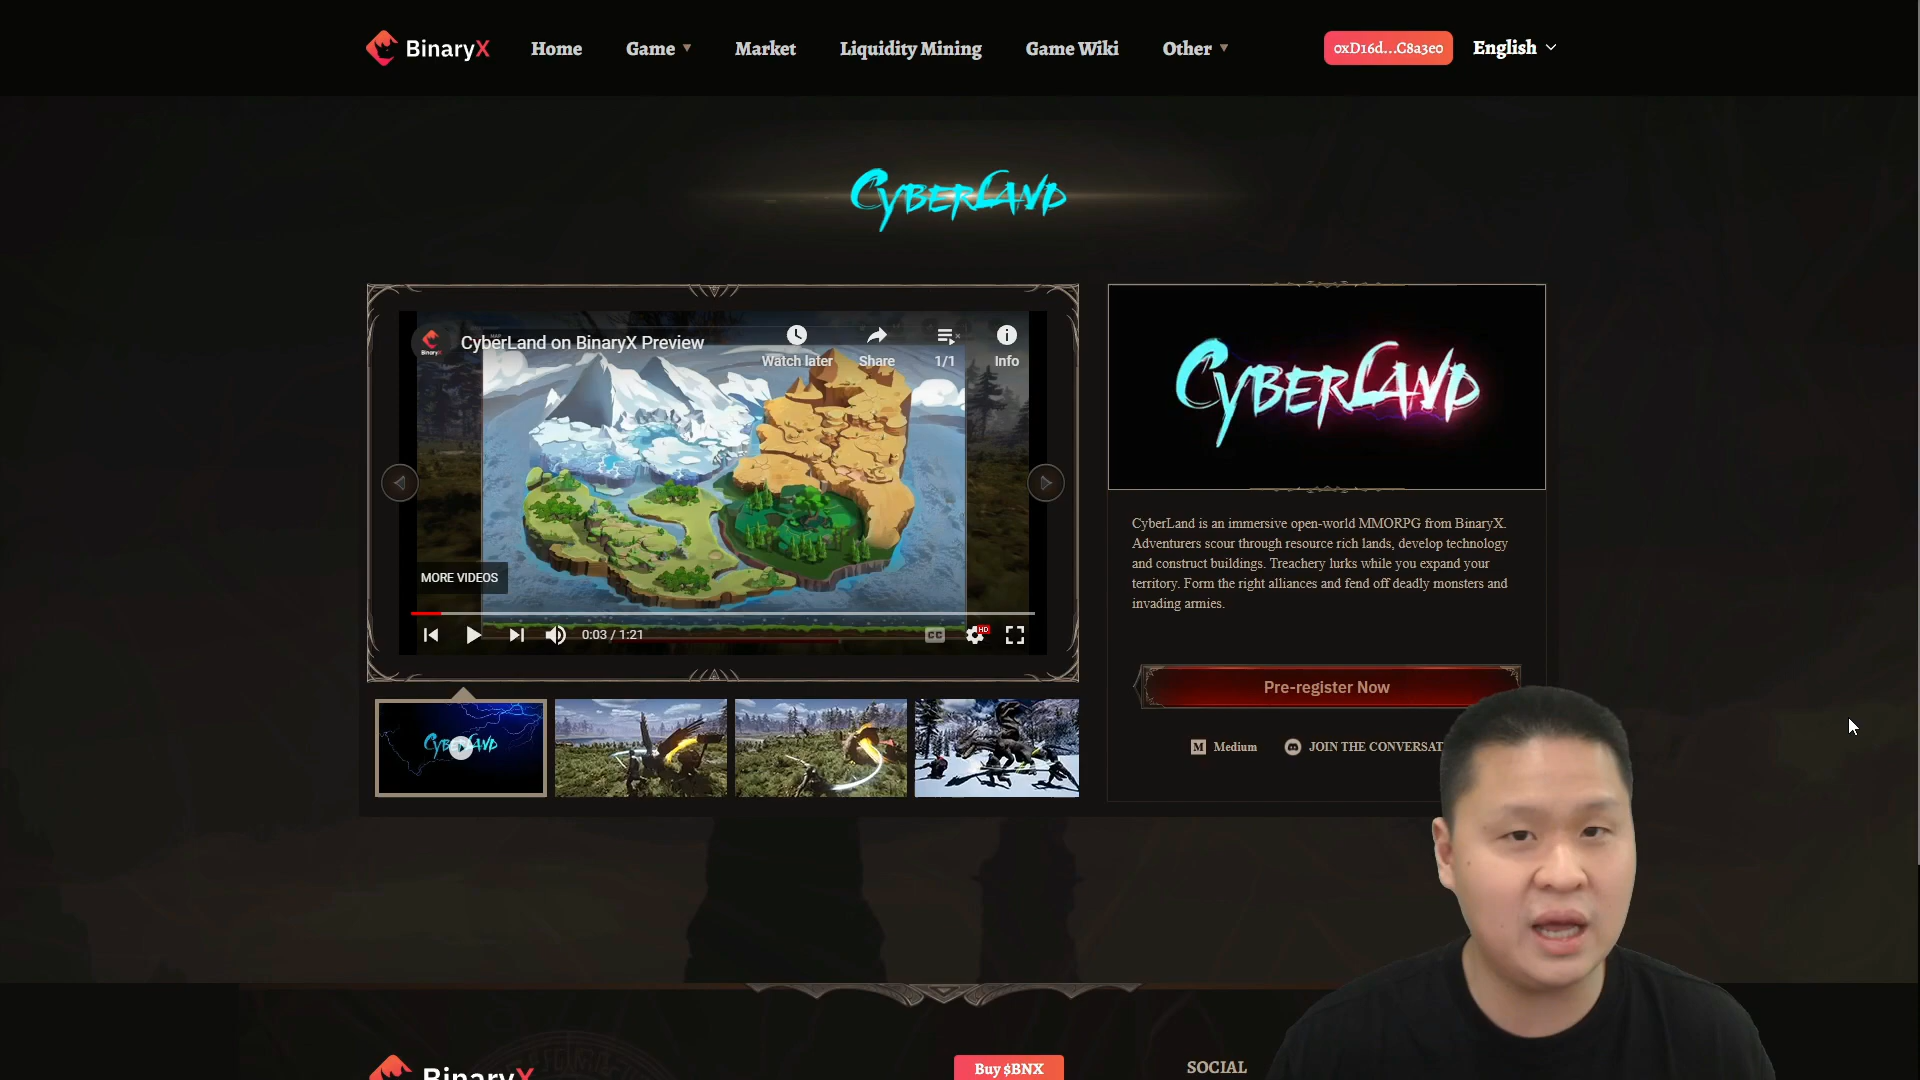 BinaryX
Home
Game
Market
Liquidity Mining
Game Wiki
Other
0xD16d...C8a3e0
English
CYBERLAND
CyberLand on BinaryX Preview
Watch later
Share
1/1
Info
MORE VIDEOS
0:03 / 1:21
CC
HD
CYBERLAND
CYBERLAND
CyberLand is an immersive open-world MMORPG from BinaryX.
Adventurers scour through resource rich lands, develop technology
and construct buildings. Treachery lurks while you expand your
territory. Form the right alliances and fend off deadly monsters and
invading armies.
Pre-register Now
Medium
JOIN THE CONVERSAT
BinaryX
Buy $BNX
SOCIAL